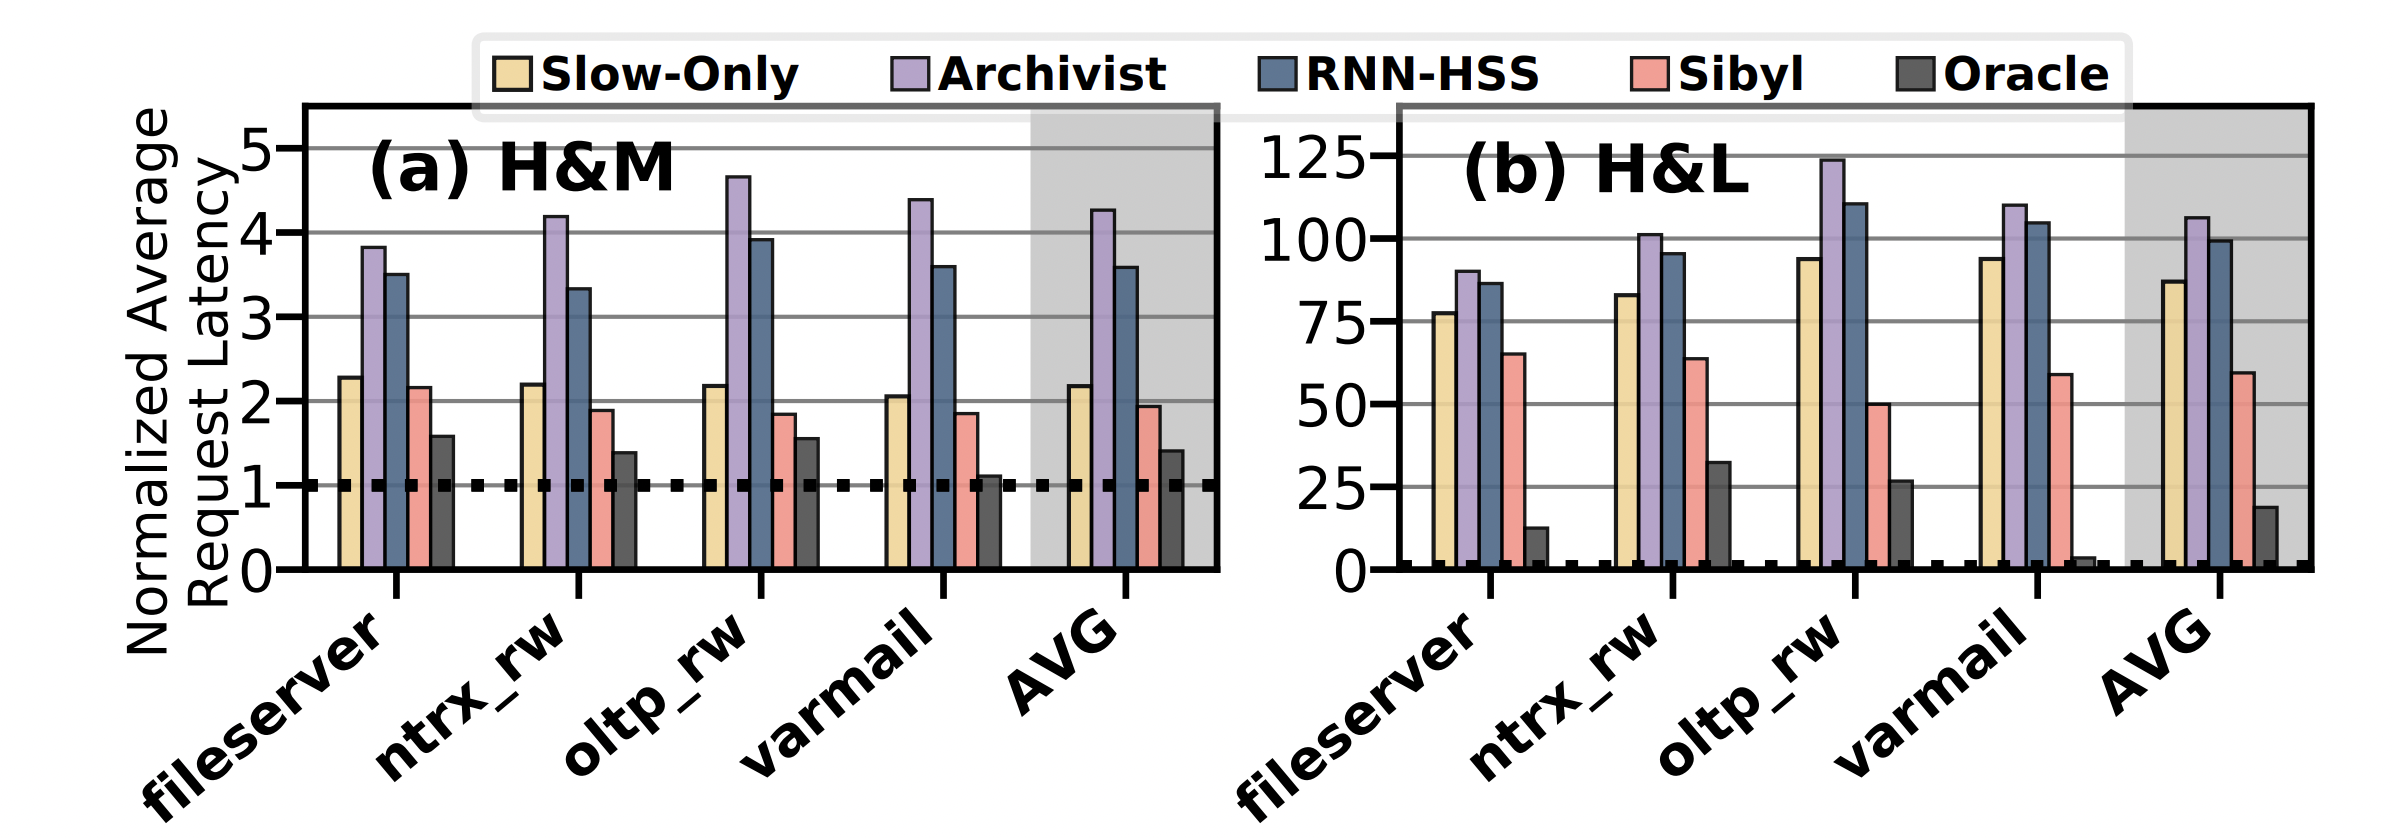 Slow-Only Archivist RNN-HSS Sibyl Oracle
Normalized Average
Request Latency
(a) H&M
5
4
3
2
1
0
fileserver ntrx_rw oltp_rw varmail AVG
(b) H&L
125
100
75
50
25
0
fileserver ntrx_rw oltp_rw varmail AVG